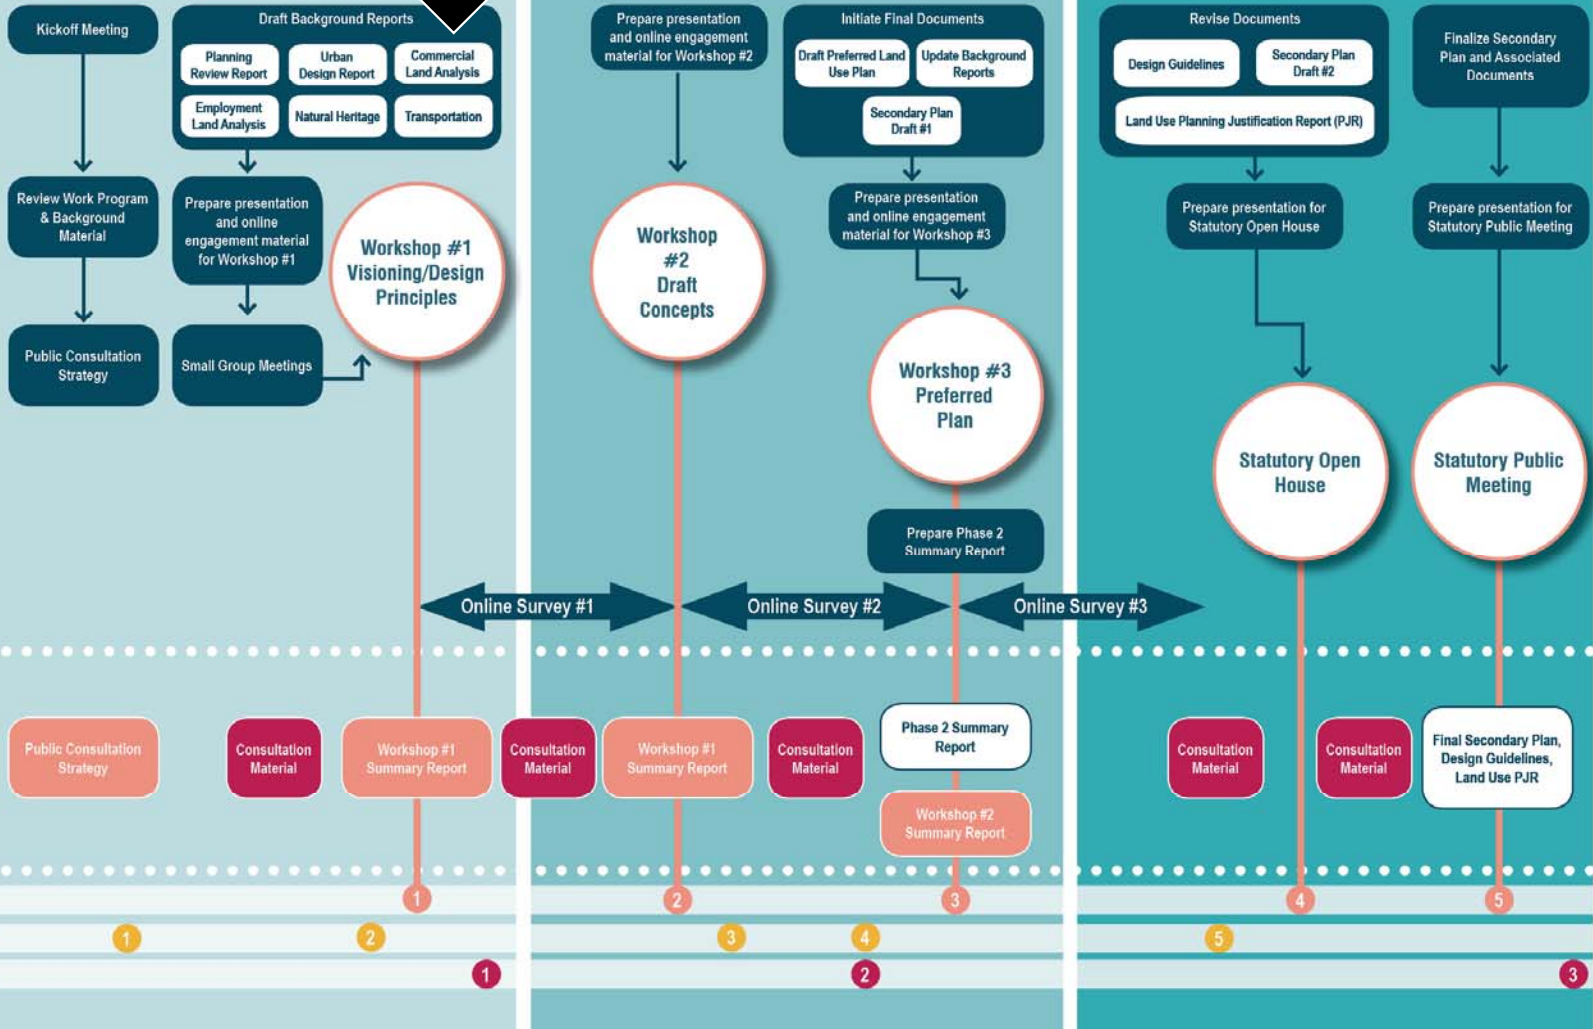 Kickoff Meeting
Review Work Program
& Background
Material
Public Consultation
Strategy
Draft Background Reports
Planning
Review Report
Urban
Design Report
Commercial
Land Analysis
Employment
Land Analysis
Natural Heritage
Transportation
Prepare presentation
and online
engagement material
for Workshop #1
Small Group Meetings
Workshop #1
Visioning/Design
Principles
Prepare presentation
and online engagement
material for Workshop #2
Workshop
#2
Draft
Concepts
Initiate Final Documents
Draft Preferred Land
Use Plan
Update Background
Reports
Secondary Plan
Draft #1
Prepare presentation
and online engagement
material for Workshop #3
Workshop #3
Preferred
Plan
Prepare Phase 2
Summary Report
Revise Documents
Design Guidelines
Secondary Plan
Draft #2
Land Use Planning Justification Report (PJR)
Prepare presentation for
Statutory Open House
Statutory Open
House
Finalize Secondary
Plan and Associated
Documents
Prepare presentation for
Statutory Public Meeting
Statutory Public
Meeting
Online Survey #1
Online Survey #2
Online Survey #3
Public Consultation
Strategy
Consultation
Material
Workshop #1
Summary Report
Consultation
Material
Workshop #1
Summary Report
Consultation
Material
Phase 2 Summary
Report
Workshop #2
Summary Report
Consultation
Material
Consultation
Material
Final Secondary Plan,
Design Guidelines,
Land Use PJR
1
2
3
4
5
1
2
3
4
5
1
2
3